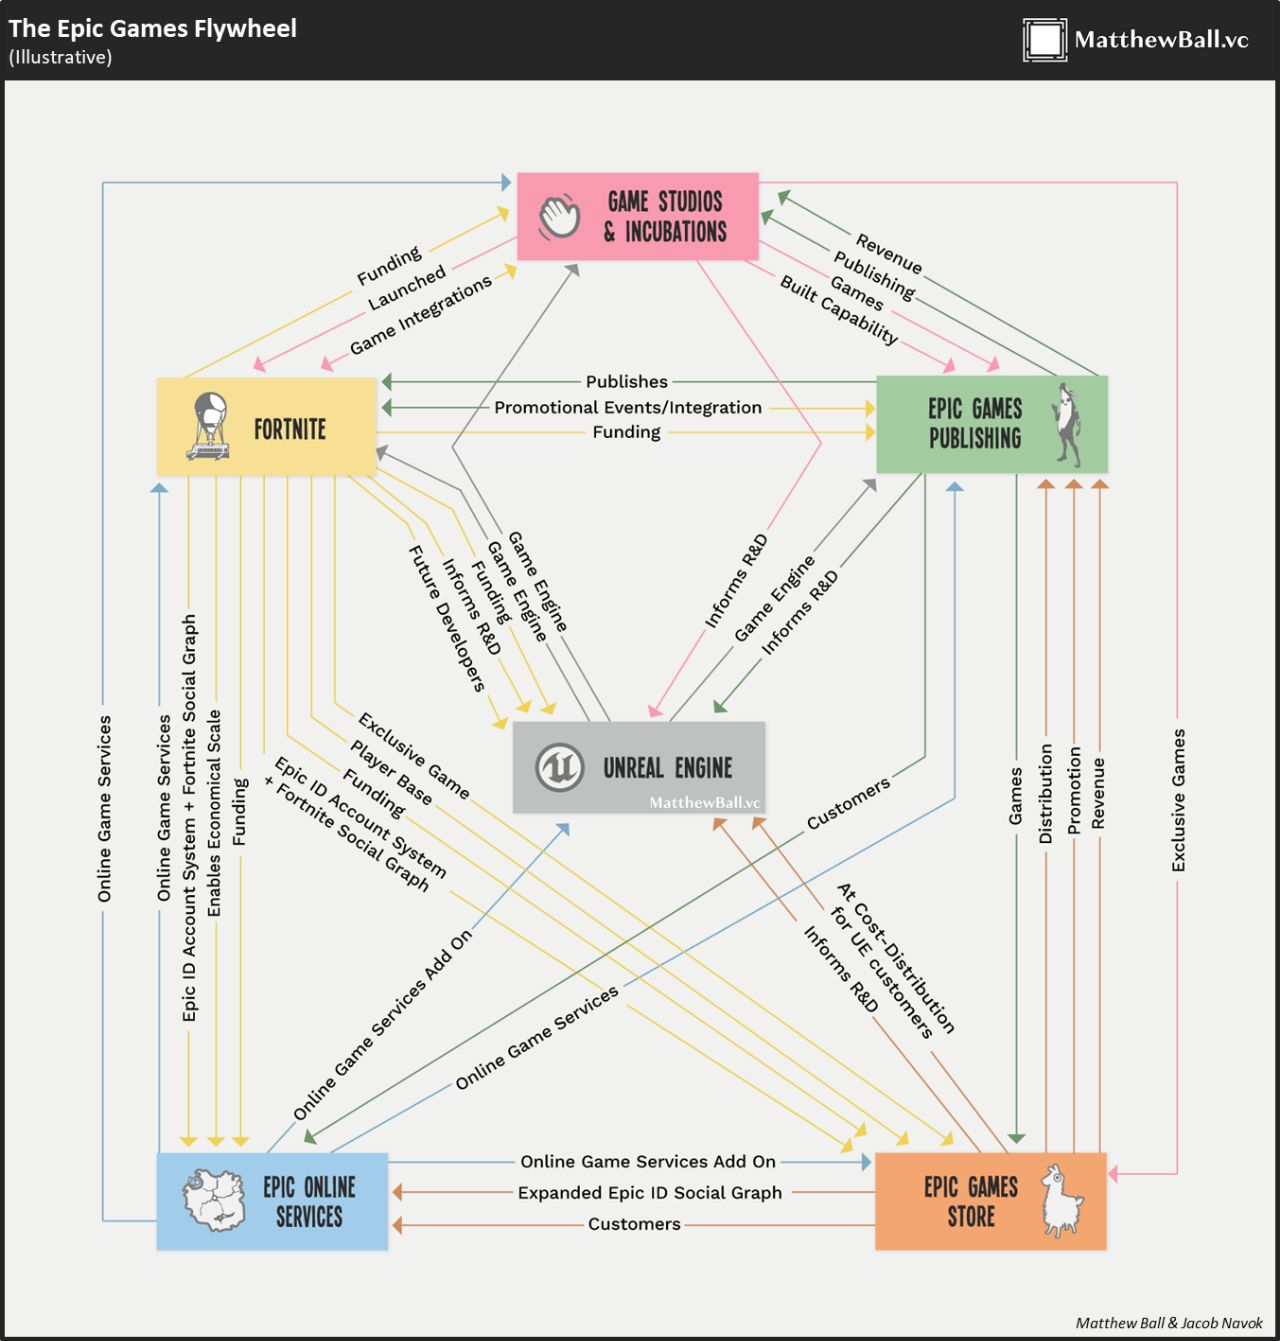 The Epic Games Flywheel
(Illustrative)
MatthewBall.vc
GAME STUDIOS
& INCUBATIONS
Funding
Launched
Game Integrations
Revenue
Publishing
Games
Built Capability
FORTNITE
Publishes
Promotional Events/Integration
Funding
EPIC GAMES
PUBLISHING
Future Developers
Informs R&D
Funding
Game Engine
Game Engine
Informs R&D
Game Engine
Informs R&D
UNREAL ENGINE
MatthewBall.vc
Online Game Services
Online Game Services
Epic ID Account System + Fortnite Social Graph
Enables Economical Scale
Funding
Exclusive Game
Player Base
Funding
Epic ID Account System
+ Fortnite Social Graph
Customers
Games
Distribution
Promotion
Revenue
Exclusive Games
Online Game Services Add On
Online Game Services
At Cost-Distribution
for UE customers
Informs R&D
EPIC ONLINE
SERVICES
Online Game Services Add On
Expanded Epic ID Social Graph
Customers
EPIC GAMES
STORE
Matthew Ball & Jacob Navok